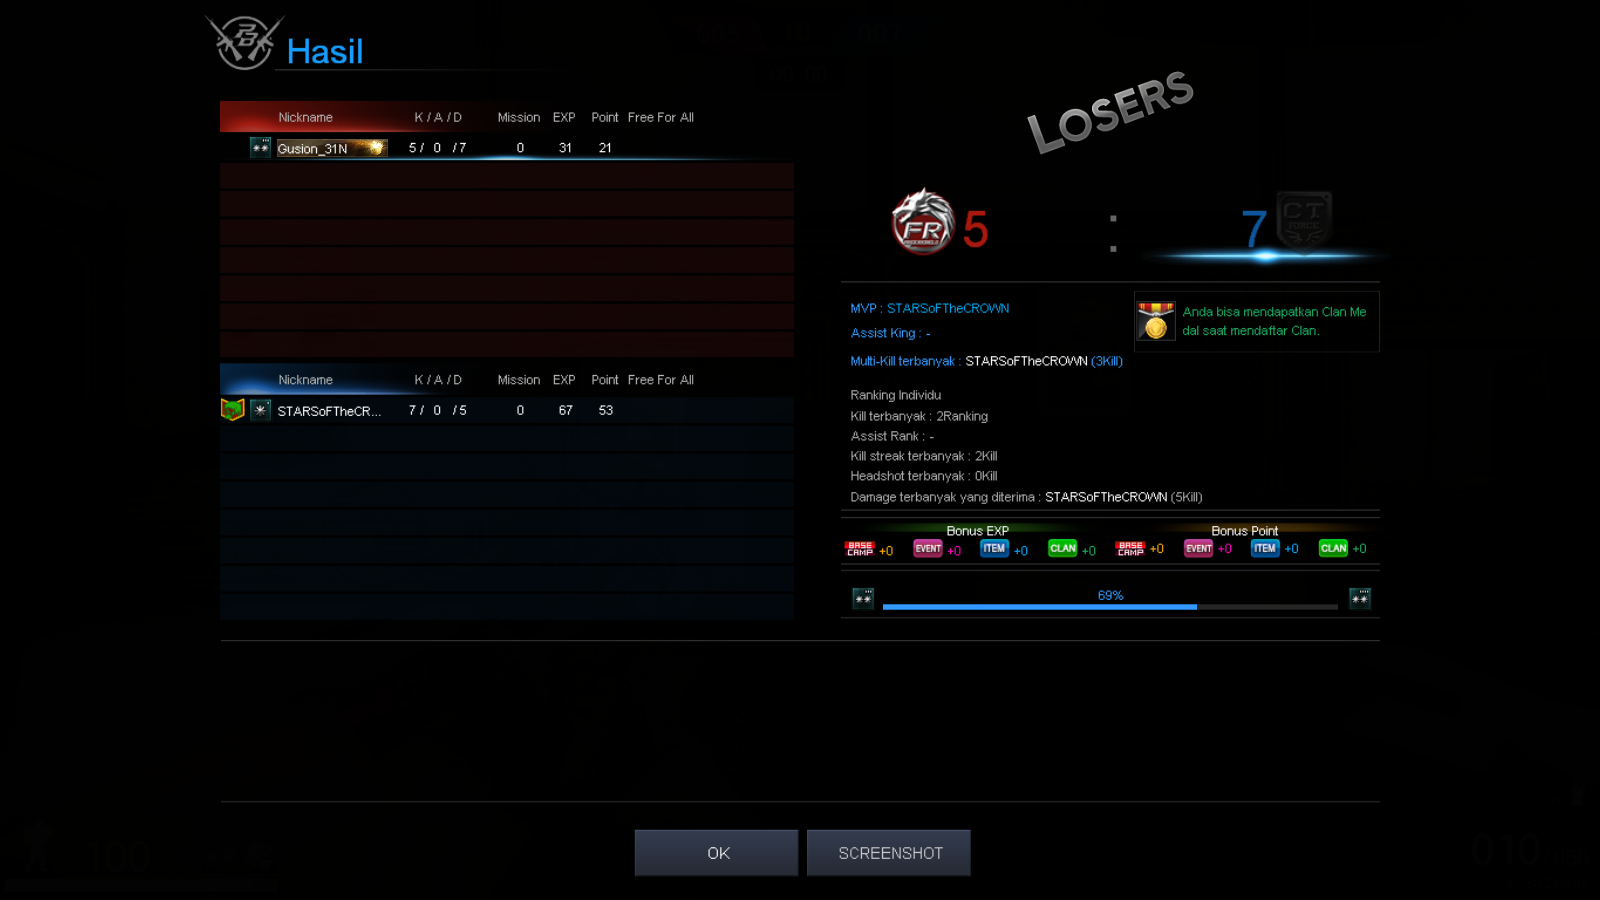 Hasil
LOSERS
Nickname K / A / D Mission EXP Point Free For All
Gusion_31N 5 / 0 / 7 0 31 21
FR 5 : 7 CT FORCE
MVP : STARSoFTheCROWN
Assist King : -
Multi-Kill terbanyak : STARSoFTheCROWN (3Kill)
Anda bisa mendapatkan Clan Me
dal saat mendaftar Clan.
Nickname K / A / D Mission EXP Point Free For All
STARSoFTheCR... 7 / 0 / 5 0 67 53
Ranking Individu
Kill terbanyak : 2Ranking
Assist Rank : -
Kill streak terbanyak : 2Kill
Headshot terbanyak : 0Kill
Damage terbanyak yang diterima : STARSoFTheCROWN (5Kill)
Bonus EXP Bonus Point
BASE CAMP +0 EVENT +0 ITEM +0 CLAN +0 BASE CAMP +0 EVENT +0 ITEM +0 CLAN +0
69%
OK SCREENSHOT
100